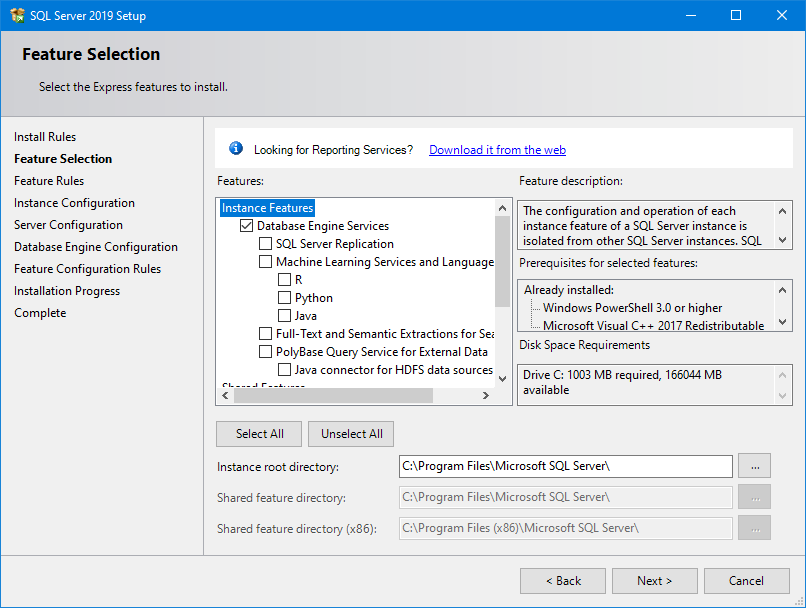 SQL Server 2019 Setup
Feature Selection
Select the Express features to install.
Install Rules
Feature Selection
Feature Rules
Instance Configuration
Server Configuration
Database Engine Configuration
Feature Configuration Rules
Installation Progress
Complete
Looking for Reporting Services? Download it from the web
Features:
Instance Features
Database Engine Services
SQL Server Replication
Machine Learning Services and Language
R
Python
Java
Full-Text and Semantic Extractions for Sea
PolyBase Query Service for External Data
Java connector for HDFS data sources
Shared Features
Feature description:
The configuration and operation of each
instance feature of a SQL Server instance is
isolated from other SQL Server instances. SQL
Prerequisites for selected features:
Already installed:
Windows PowerShell 3.0 or higher
Microsoft Visual C++ 2017 Redistributable
Disk Space Requirements
Drive C: 1003 MB required, 166044 MB
available
Select All
Unselect All
Instance root directory: C:\Program Files\Microsoft SQL Server\ ...
Shared feature directory: C:\Program Files\Microsoft SQL Server\ ...
Shared feature directory (x86): C:\Program Files (x86)\Microsoft SQL Server\ ...
< Back
Next >
Cancel